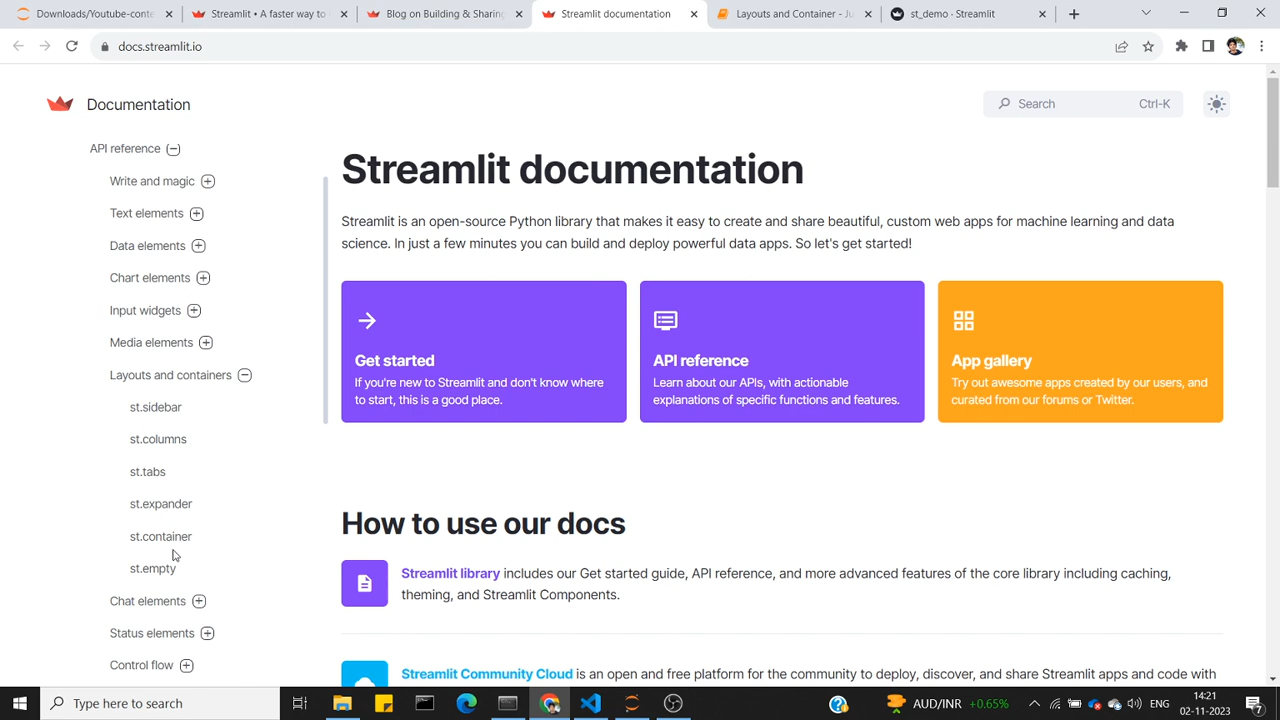 Downloads/Youtube-conte
Streamlit • A faster way to
Blog on Building & Sharing
Streamlit documentation
Layouts and Container - Ju
st_demo · Streamlit
docs.streamlit.io
Documentation
Search
Ctrl-K
API reference
Write and magic
Text elements
Data elements
Chart elements
Input widgets
Media elements
Layouts and containers
st.sidebar
st.columns
st.tabs
st.expander
st.container
st.empty
Chat elements
Status elements
Control flow
Streamlit documentation
Streamlit is an open-source Python library that makes it easy to create and share beautiful, custom web apps for machine learning and data
science. In just a few minutes you can build and deploy powerful data apps. So let's get started!
Get started
If you're new to Streamlit and don't know where
to start, this is a good place.
API reference
Learn about our APIs, with actionable
explanations of specific functions and features.
App gallery
Try out awesome apps created by our users, and
curated from our forums or Twitter.
How to use our docs
Streamlit library includes our Get started guide, API reference, and more advanced features of the core library including caching,
theming, and Streamlit Components.
Streamlit Community Cloud is an open and free platform for the community to deploy, discover, and share Streamlit apps and code with
Type here to search
AUD/INR +0.65%
ENG
14:21
02-11-2023
7